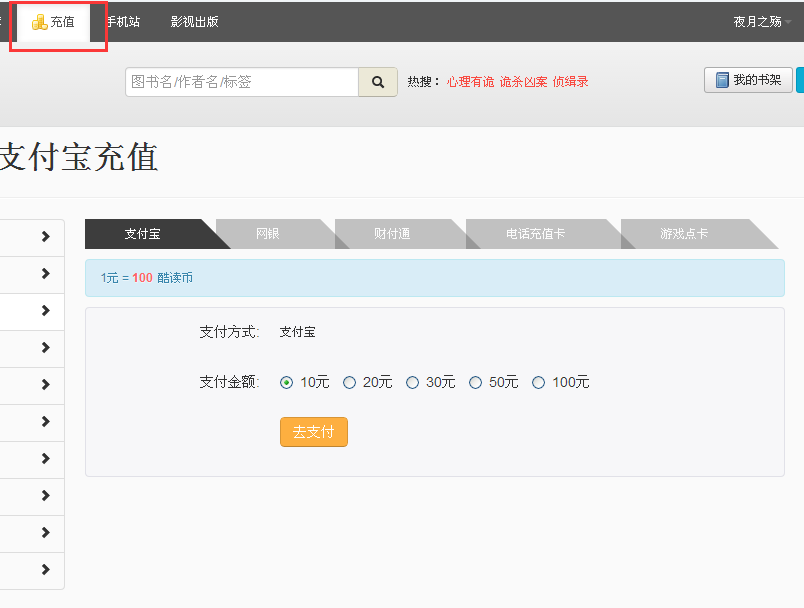 充值 手机站 影视出版 夜月之殇
图书名/作者名/标签 热搜： 心理有诡 诡杀凶案 侦缉录 我的书架
支付宝充值
支付宝 网银 财付通 电话充值卡 游戏点卡
1元 = 100 酷读币
支付方式: 支付宝
支付金额: 10元 20元 30元 50元 100元
去支付